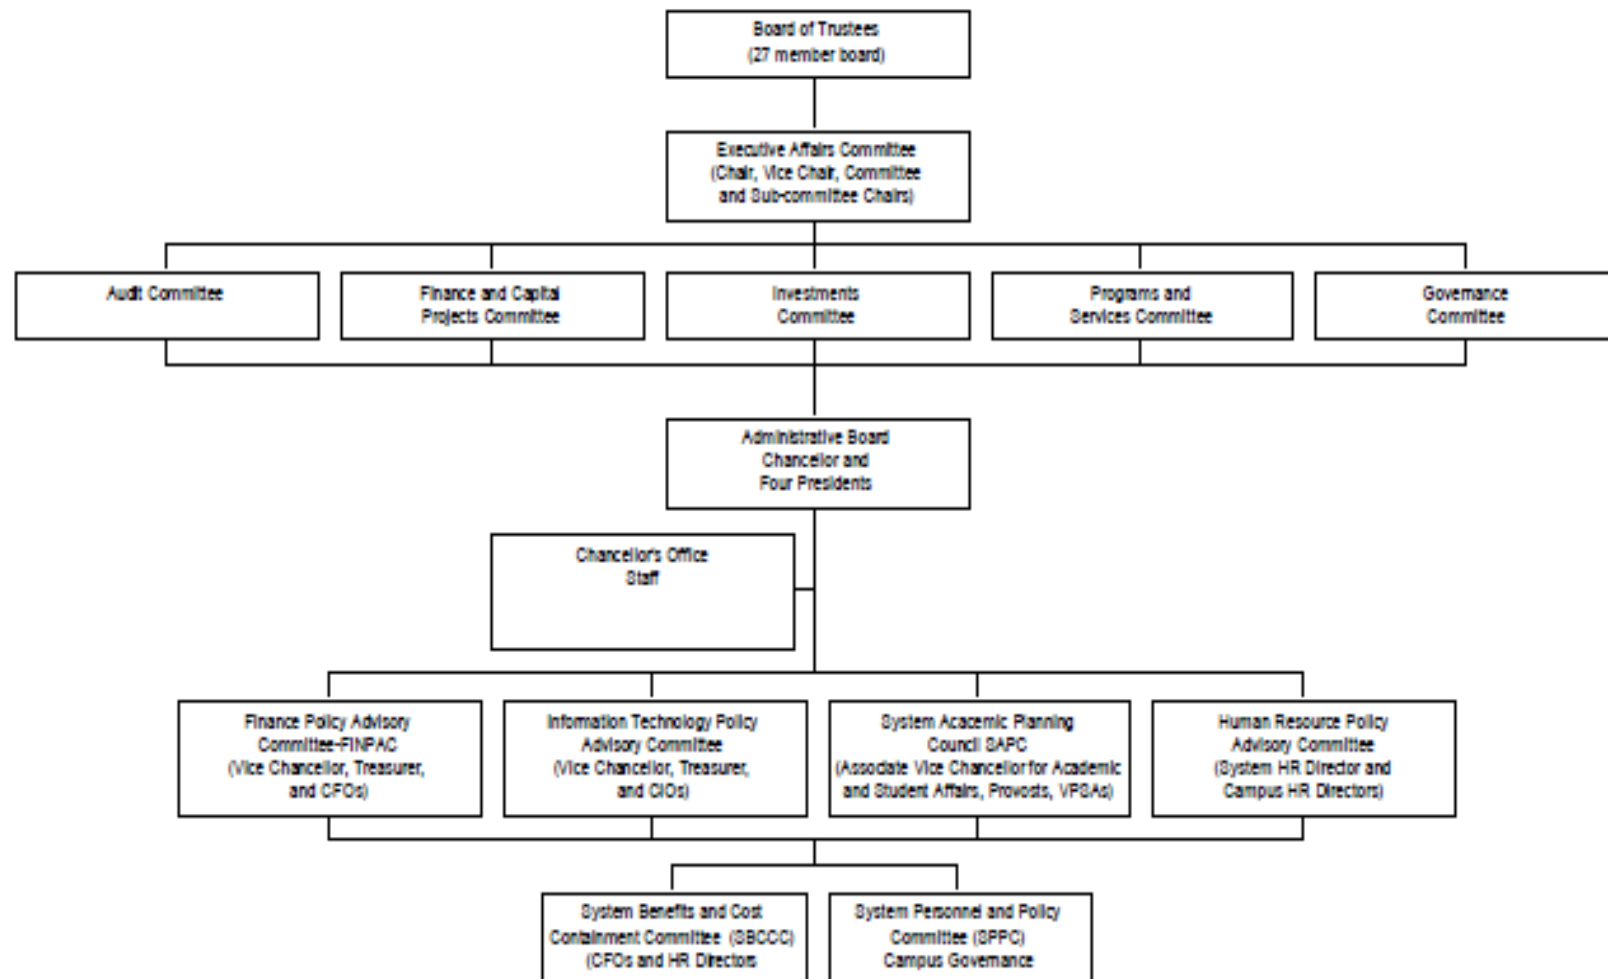 Board of Trustees
(27 member board)
Executive Affairs Committee
(Chair, Vice Chair, Committee
and Sub-committee Chairs)
Audit Committee
Finance and Capital
Projects Committee
Investments
Committee
Programs and
Services Committee
Governance
Committee
Administrative Board
Chancellor and
Four Presidents
Chancellor's Office
Staff
Finance Policy Advisory
Committee-FINPAC
(Vice Chancellor, Treasurer,
and CFOs)
Information Technology Policy
Advisory Committee
(Vice Chancellor, Treasurer,
and CIOs)
System Academic Planning
Council SAPC
(Associate Vice Chancellor for Academic
and Student Affairs, Provosts, VPSAs)
Human Resource Policy
Advisory Committee
(System HR Director and
Campus HR Directors)
System Benefits and Cost
Containment Committee (SBCCC)
(CFOs and HR Directors
System Personnel and Policy
Committee (SPPC)
Campus Governance